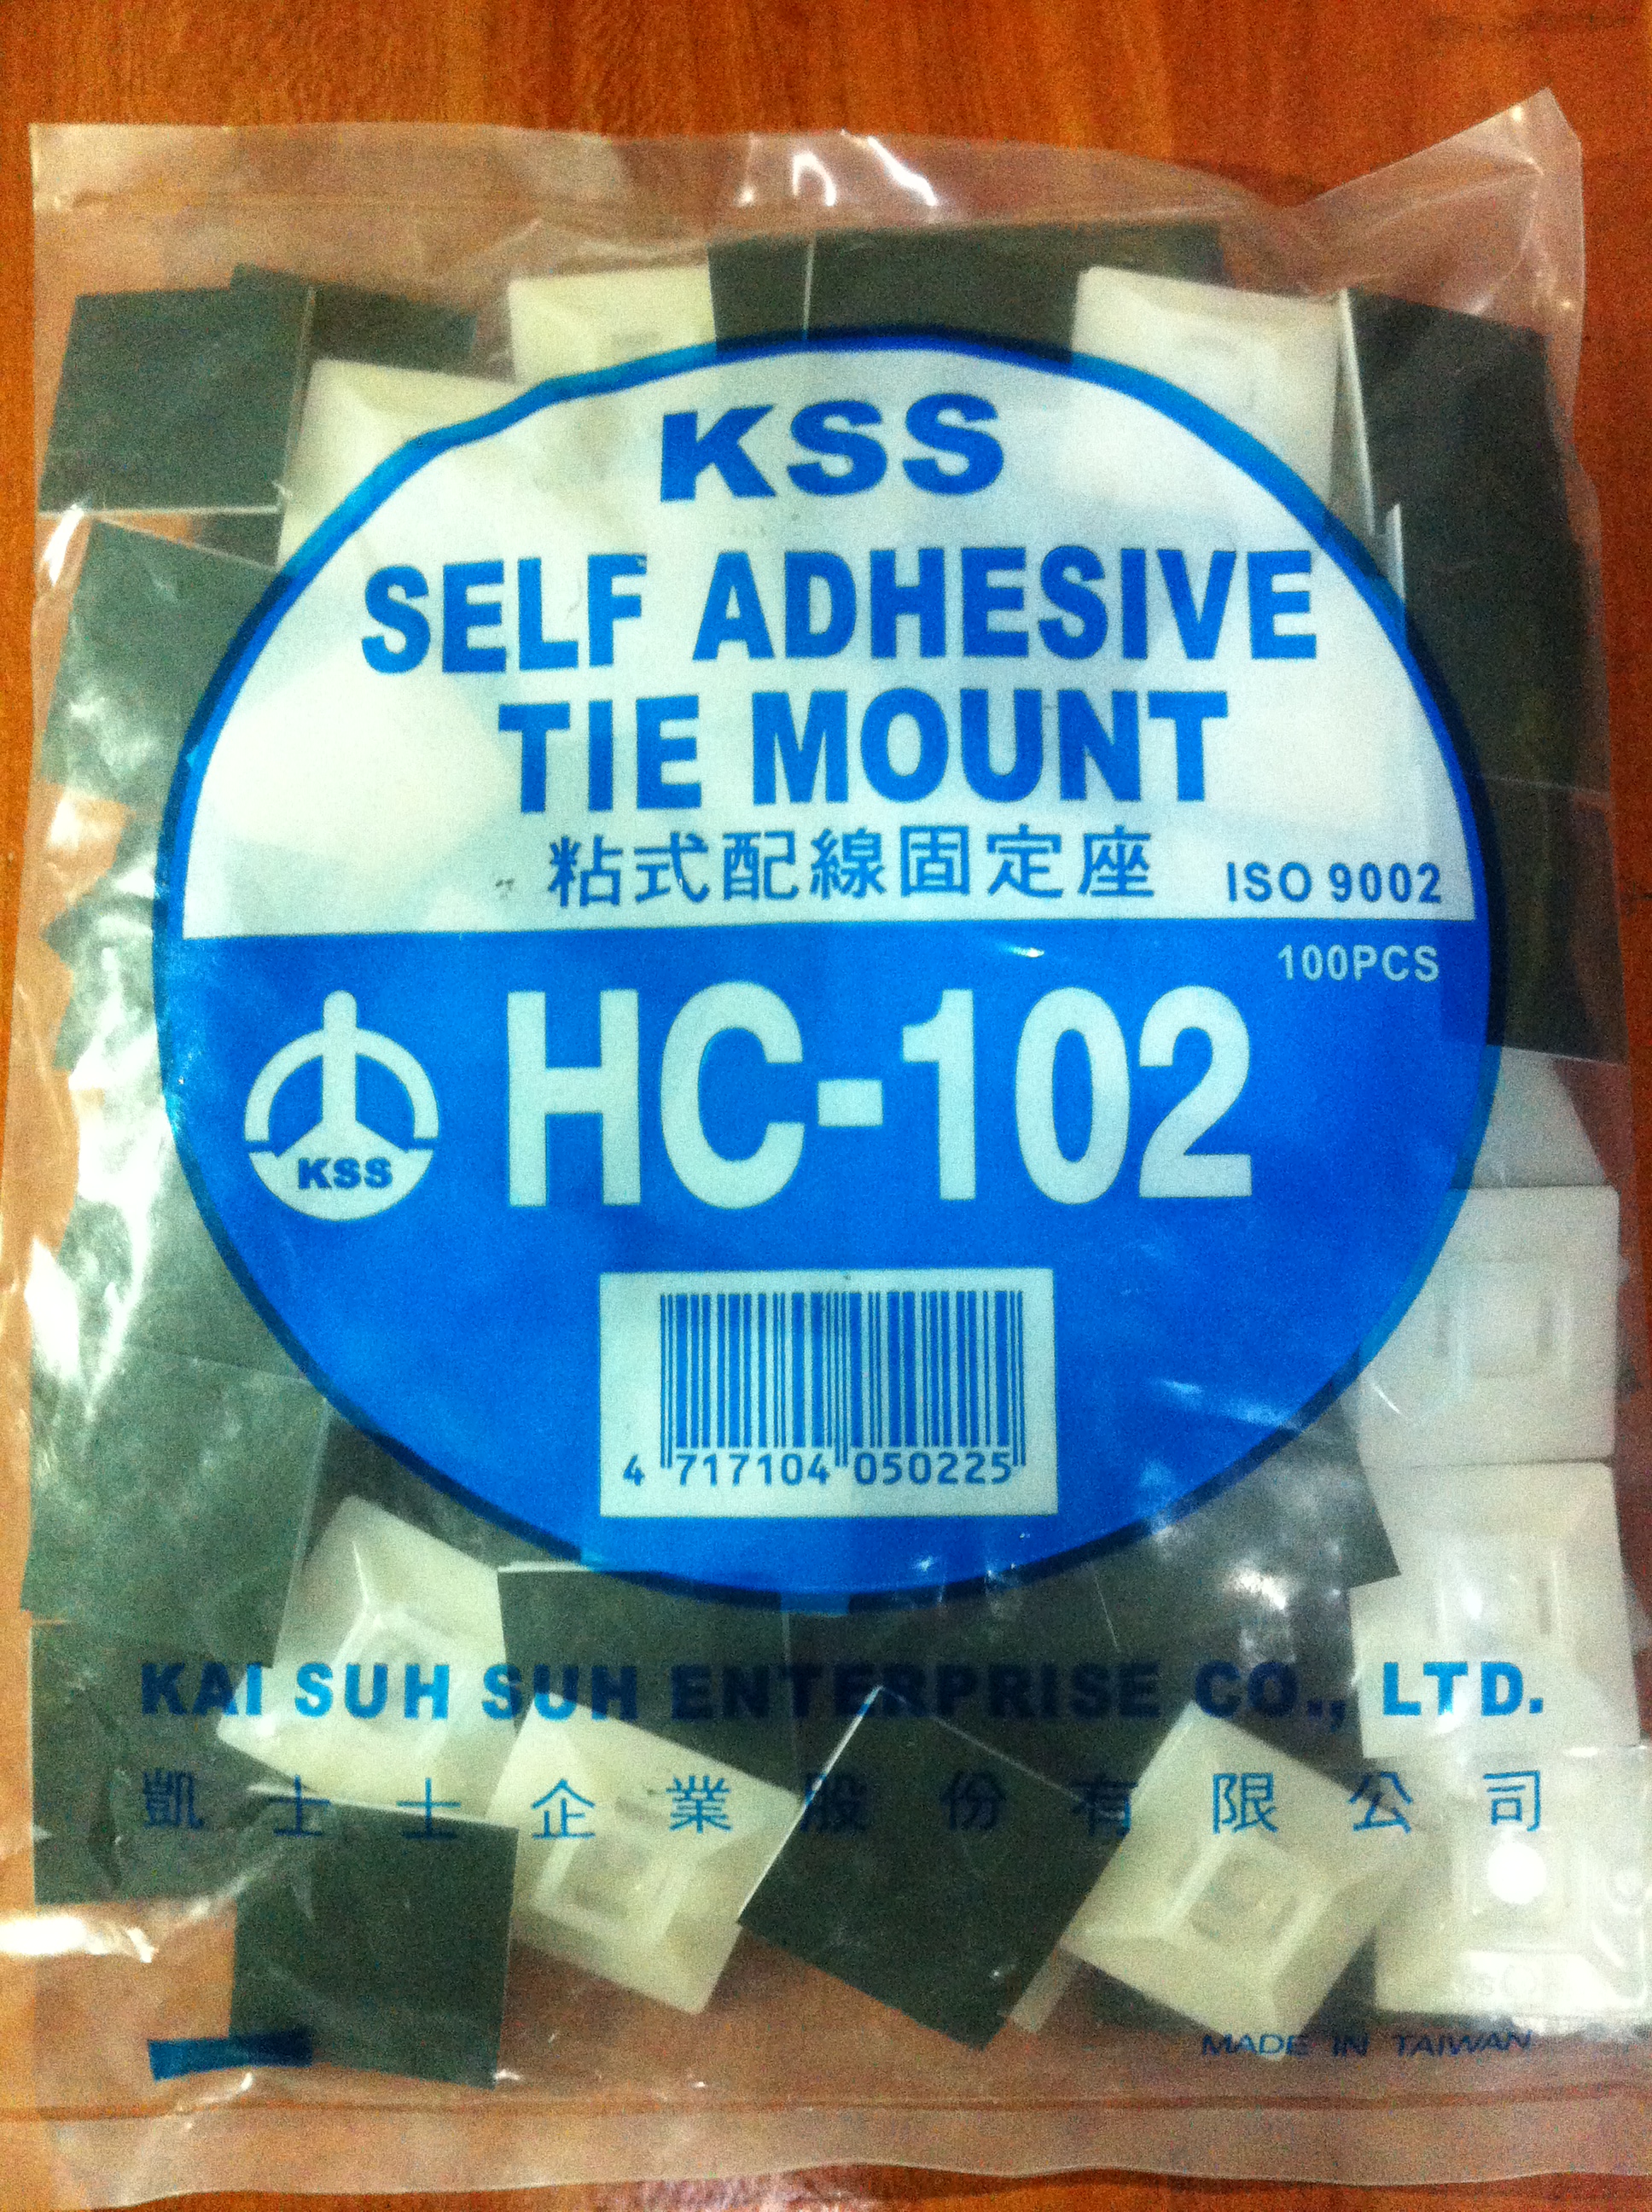 KSS
SELF ADHESIVE
TIE MOUNT
粘式配線固定座
ISO 9002
100PCS
HC-102
KSS
4 717104 050225
KAI SUH SUH ENTERPRISE CO., LTD.
凱士士企業股份有限公司
MADE IN TAIWAN